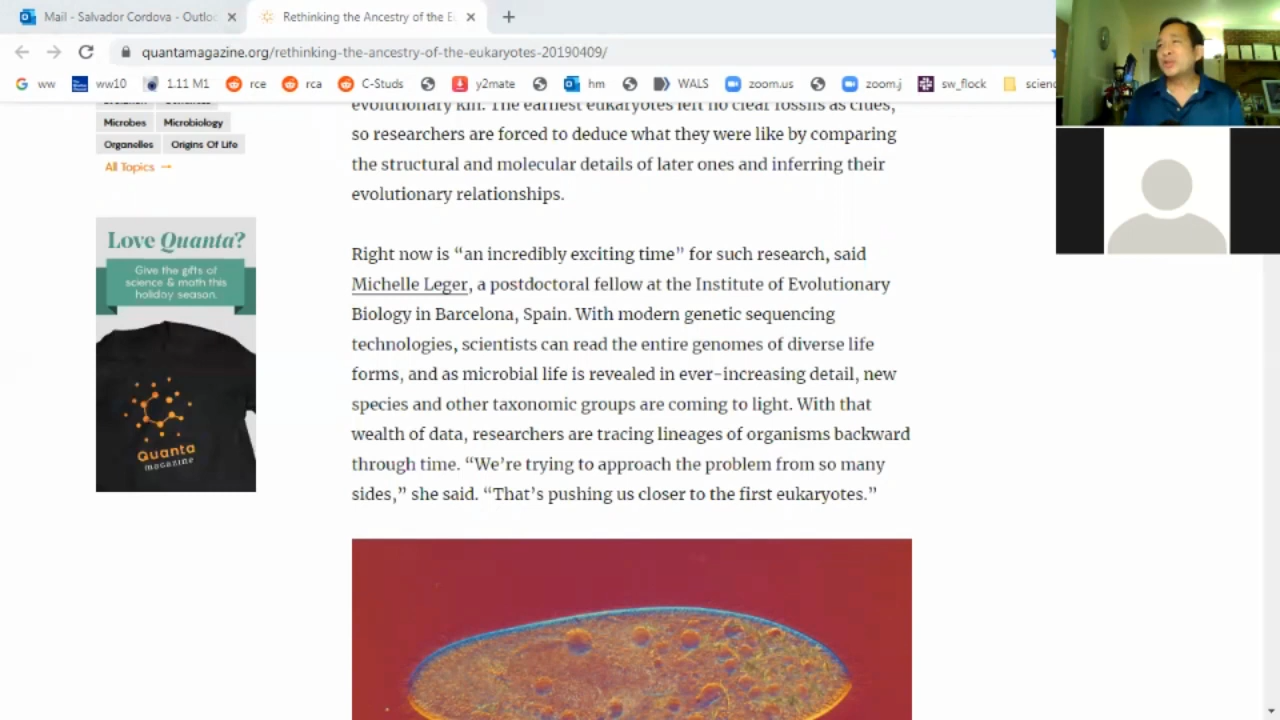 Mail - Salvador Cordova - Outloo
Rethinking the Ancestry of the E
quantamagazine.org/rethinking-the-ancestry-of-the-eukaryotes-20190409/
ww
ww10
1.11 M1
rce
rca
C-Studs
y2mate
hm
WALS
zoom.us
zoom.j
sw_flock
scienc
Microbes
Microbiology
Organelles
Origins Of Life
All Topics →
Love Quanta?
Give the gifts of
science & math this
holiday season.
Quanta
magazine
evolutionary kin. The earliest eukaryotes left no clear fossils as clues,
so researchers are forced to deduce what they were like by comparing
the structural and molecular details of later ones and inferring their
evolutionary relationships.
Right now is “an incredibly exciting time” for such research, said
Michelle Leger, a postdoctoral fellow at the Institute of Evolutionary
Biology in Barcelona, Spain. With modern genetic sequencing
technologies, scientists can read the entire genomes of diverse life
forms, and as microbial life is revealed in ever-increasing detail, new
species and other taxonomic groups are coming to light. With that
wealth of data, researchers are tracing lineages of organisms backward
through time. “We’re trying to approach the problem from so many
sides,” she said. “That’s pushing us closer to the first eukaryotes.”